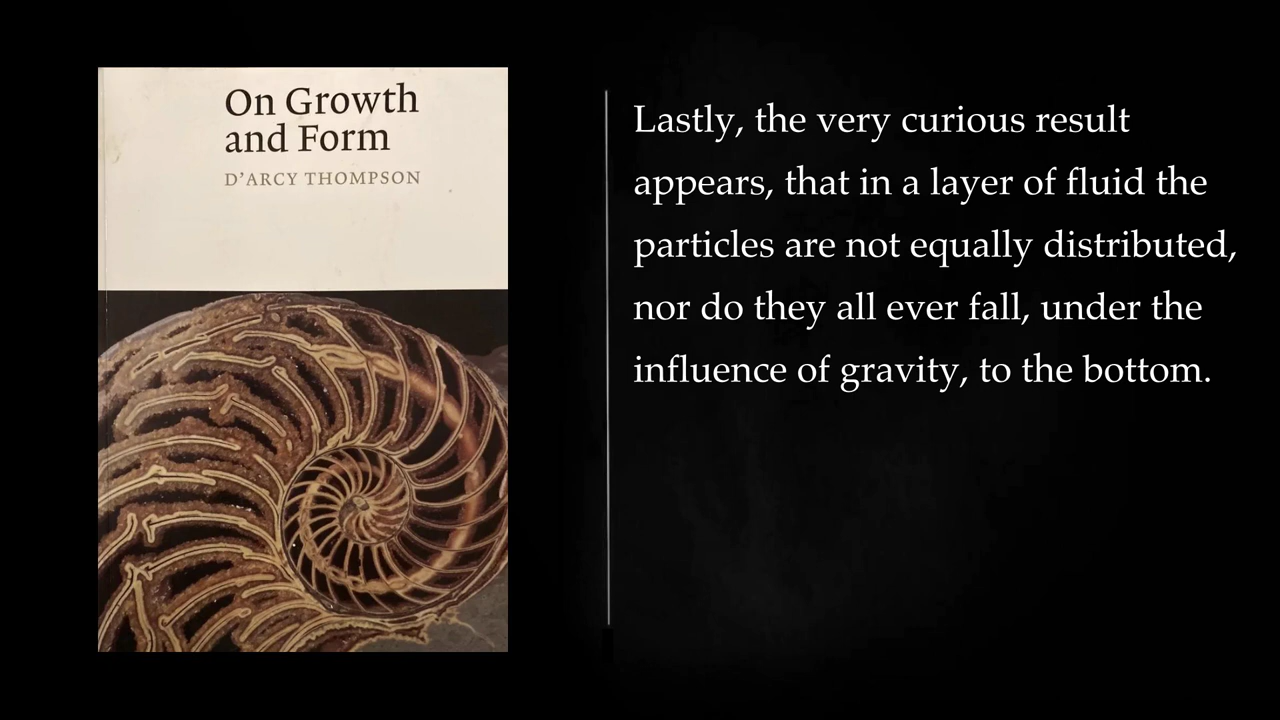 On Growth
and Form
D'ARCY THOMPSON
Lastly, the very curious result
appears, that in a layer of fluid the
particles are not equally distributed,
nor do they all ever fall, under the
influence of gravity, to the bottom.